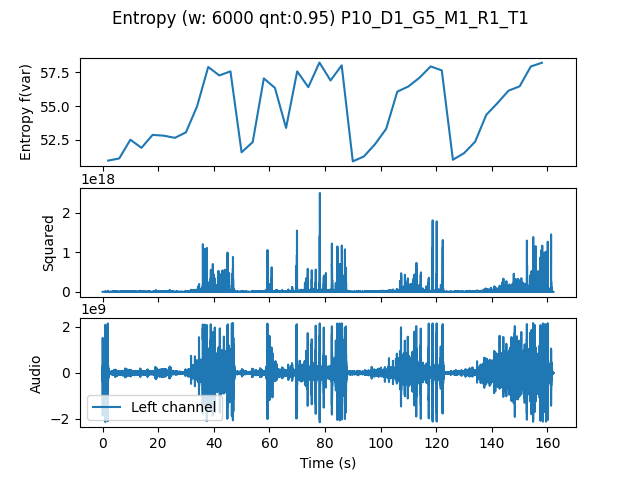 Entropy (w: 6000 qnt:0.95) P10_D1_G5_M1_R1_T1
57.5
55.0
52.5
Entropy f(var)
1e18
2
1
0
Squared
1e9
2
0
−2
Audio
Left channel
0 20 40 60 80 100 120 140 160
Time (s)